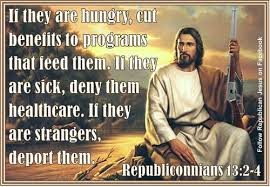 If they are hungry, cut
benefits to programs
that feed them. If they
are sick, deny them
healthcare. If they
are strangers,
deport them.
Republiconnians 13:2-4
Follow Republican Jesus on Facebook